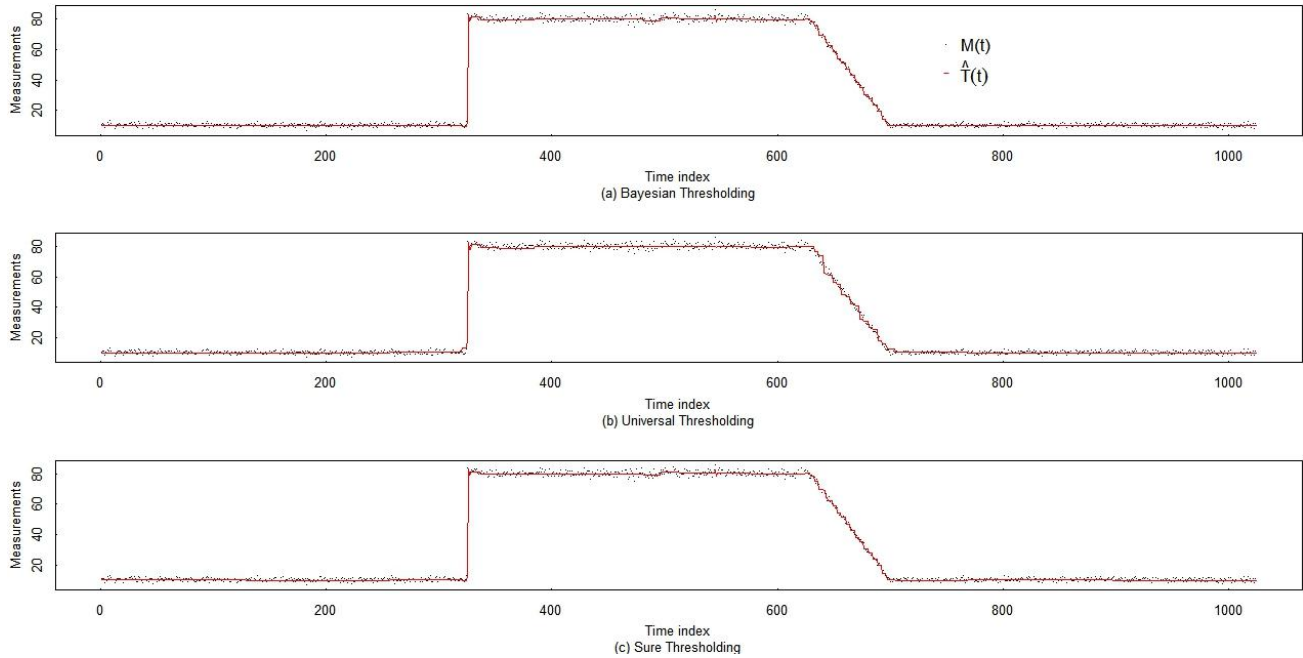 Measurements
80
60
40
20
M(t)
T̂(t)
0 200 400 600 800 1000
Time index
(a) Bayesian Thresholding
Measurements
80
60
40
20
0 200 400 600 800 1000
Time index
(b) Universal Thresholding
Measurements
80
60
40
20
0 200 400 600 800 1000
Time index
(c) Sure Thresholding